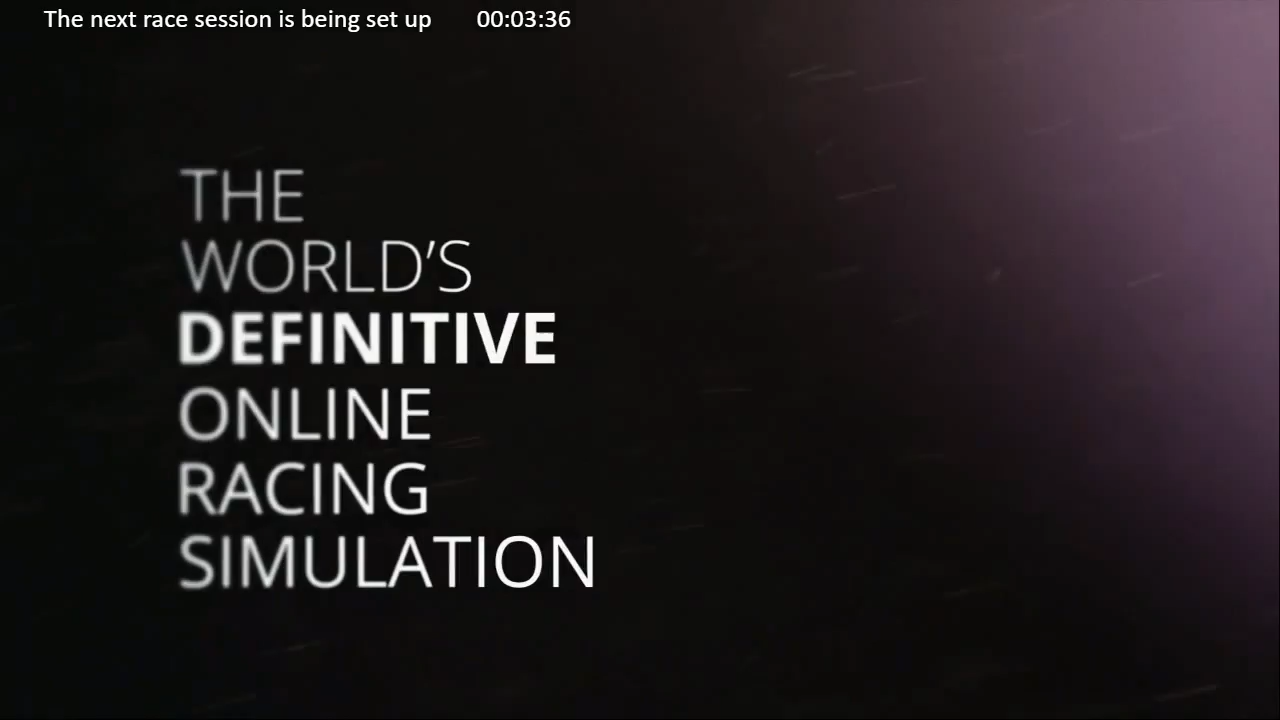 The next race session is being set up 00:03:36
THE
WORLD'S
DEFINITIVE
ONLINE
RACING
SIMULATION